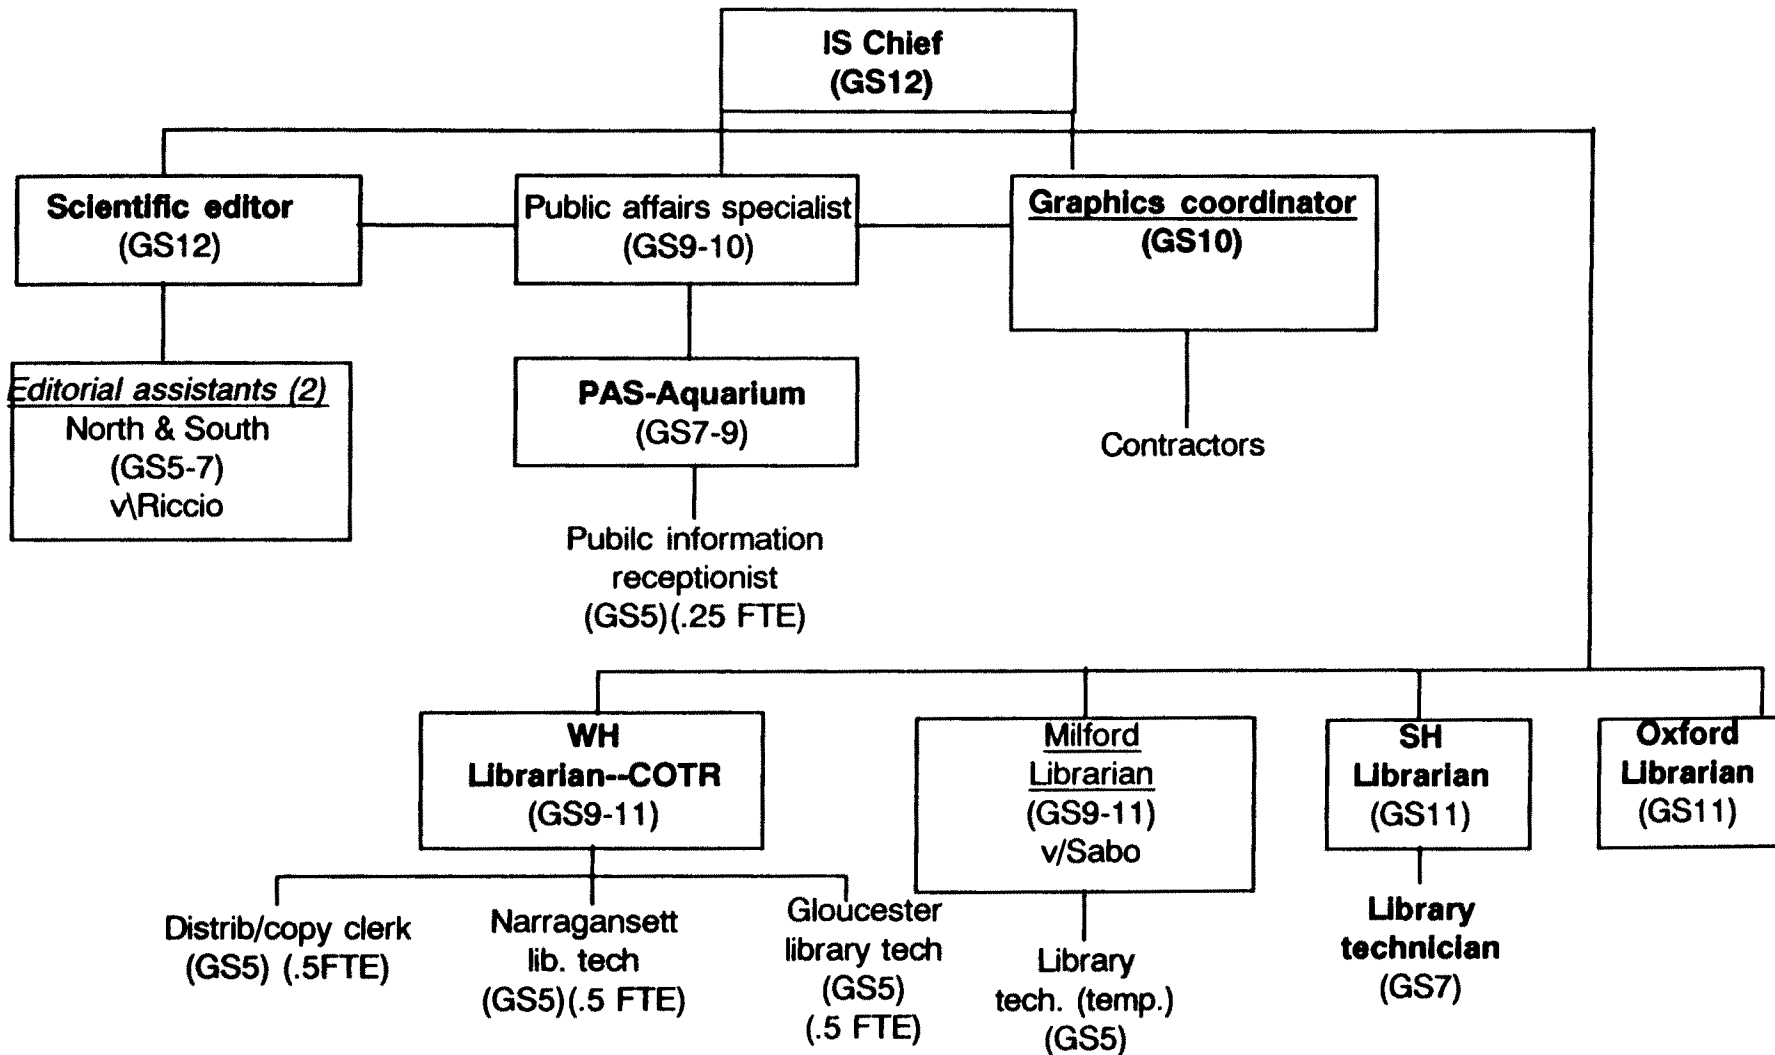 IS Chief
(GS12)
Scientific editor
(GS12)
Public affairs specialist
(GS9-10)
Graphics coordinator
(GS10)
Editorial assistants (2)
North & South
(GS5-7)
v\Riccio
PAS-Aquarium
(GS7-9)
Contractors
Pubilc information
receptionist
(GS5)(.25 FTE)
WH
Librarian--COTR
(GS9-11)
Milford
Librarian
(GS9-11)
v/Sabo
SH
Librarian
(GS11)
Oxford
Librarian
(GS11)
Distrib/copy clerk
(GS5) (.5FTE)
Narragansett
lib. tech
(GS5)(.5 FTE)
Gloucester
library tech
(GS5)
(.5 FTE)
Library
tech. (temp.)
(GS5)
Library
technician
(GS7)